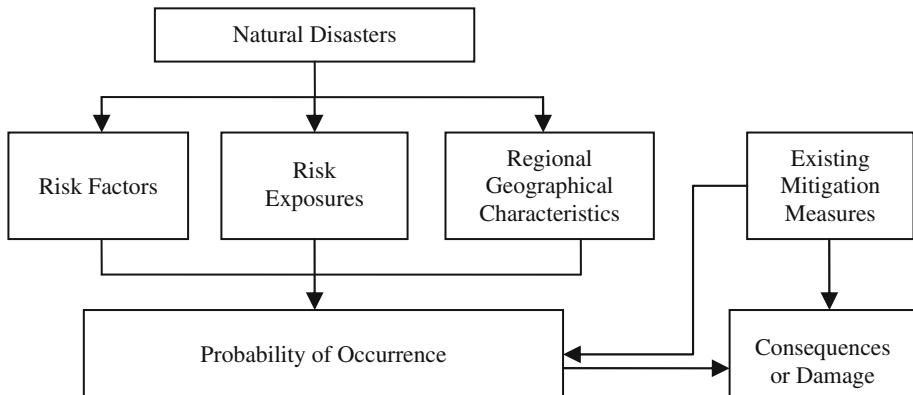 Natural Disasters
Risk Factors
Risk
Exposures
Regional
Geographical
Characteristics
Existing
Mitigation
Measures
Probability of Occurrence
Consequences
or Damage